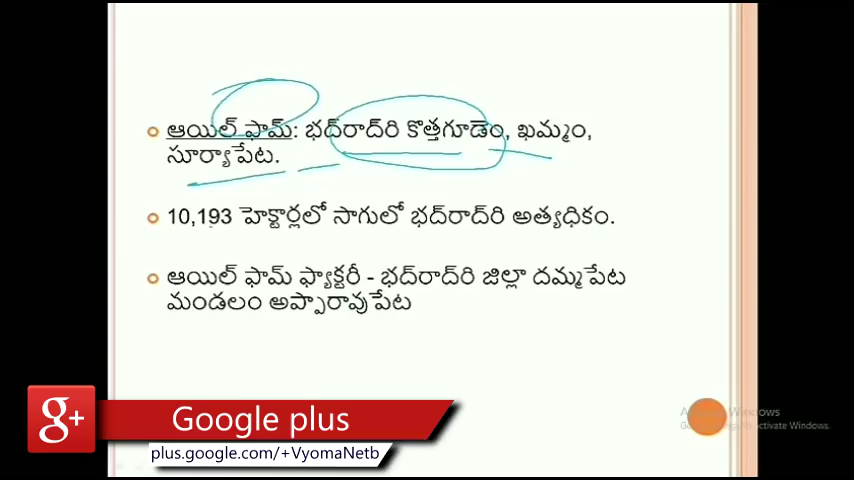 ఆయిల్ ఫామ్: భద్‌రాద్‌రి కొత్తగూడెం, ఖమ్మం,
సూర్యాపేట.
10,193 హెక్టార్లలో సాగులో భద్‌రాద్‌రి అత్యధికం.
ఆయిల్ ఫామ్ ఫ్యాక్టరీ - భద్‌రాద్‌రి జిల్లా దమ్మపేట
మండలం అప్పారావుపేట
g+
Google plus
plus.google.com/+VyomaNetb